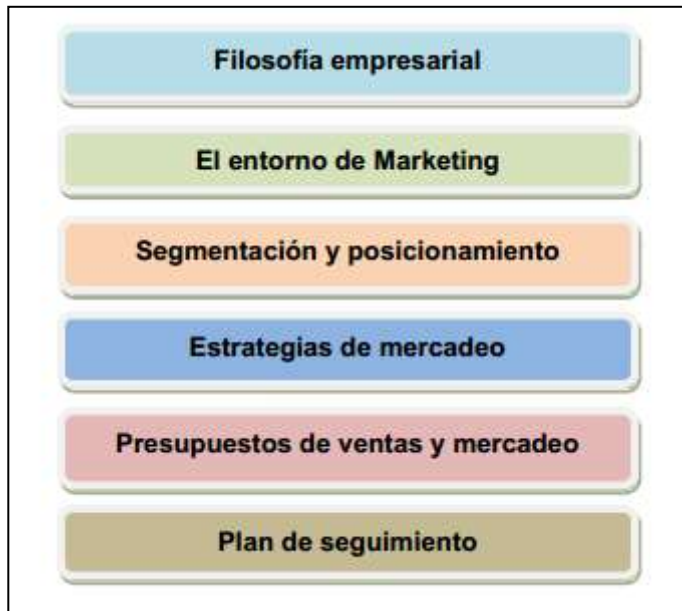 Filosofía empresarial
El entorno de Marketing
Segmentación y posicionamiento
Estrategias de mercadeo
Presupuestos de ventas y mercadeo
Plan de seguimiento